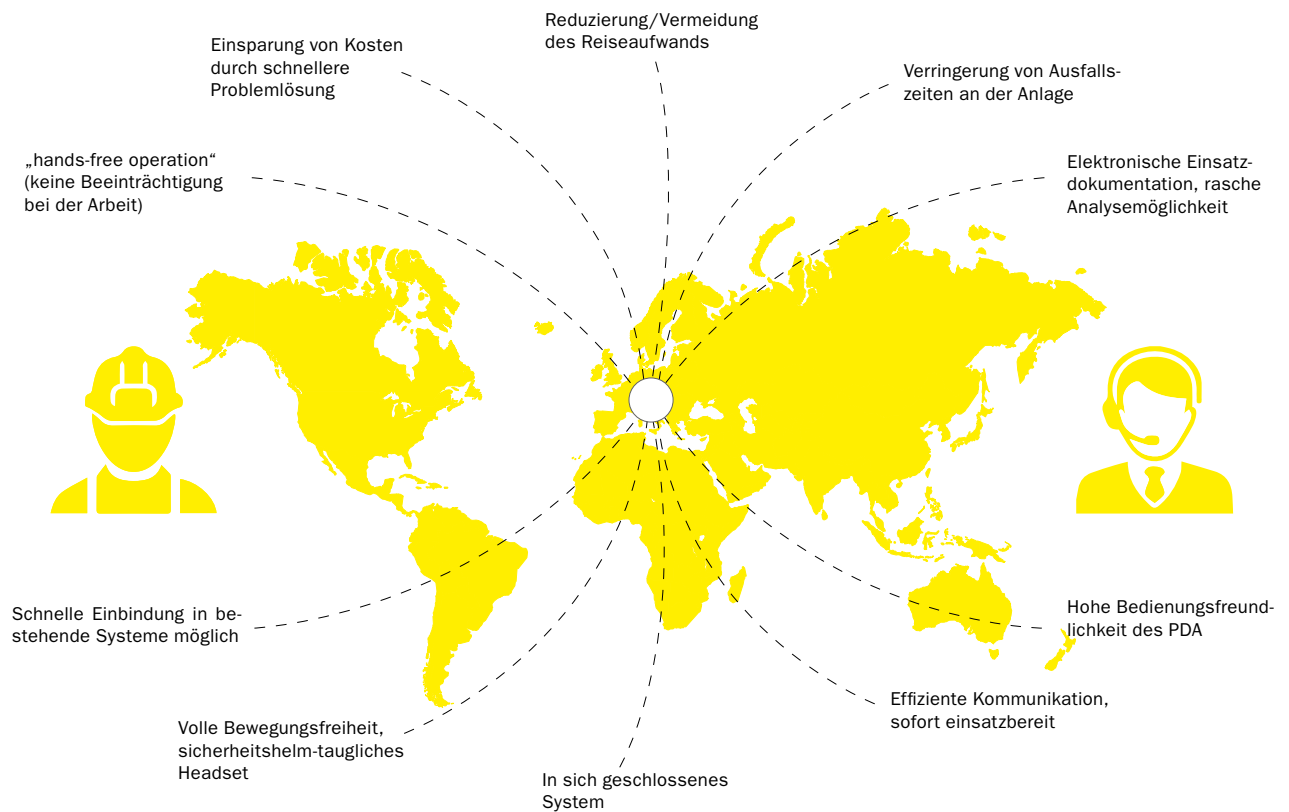 Reduzierung/Vermeidung
des Reiseaufwands
Einsparung von Kosten
durch schnellere
Problemlösung
Verringerung von Ausfalls-
zeiten an der Anlage
„hands-free operation“
(keine Beeinträchtigung
bei der Arbeit)
Elektronische Einsatz-
dokumentation, rasche
Analysemöglichkeit
Schnelle Einbindung in be-
stehende Systeme möglich
Hohe Bedienungsfreund-
lichkeit des PDA
Volle Bewegungsfreiheit,
sicherheitshelm-taugliches
Headset
Effiziente Kommunikation,
sofort einsatzbereit
In sich geschlossenes
System